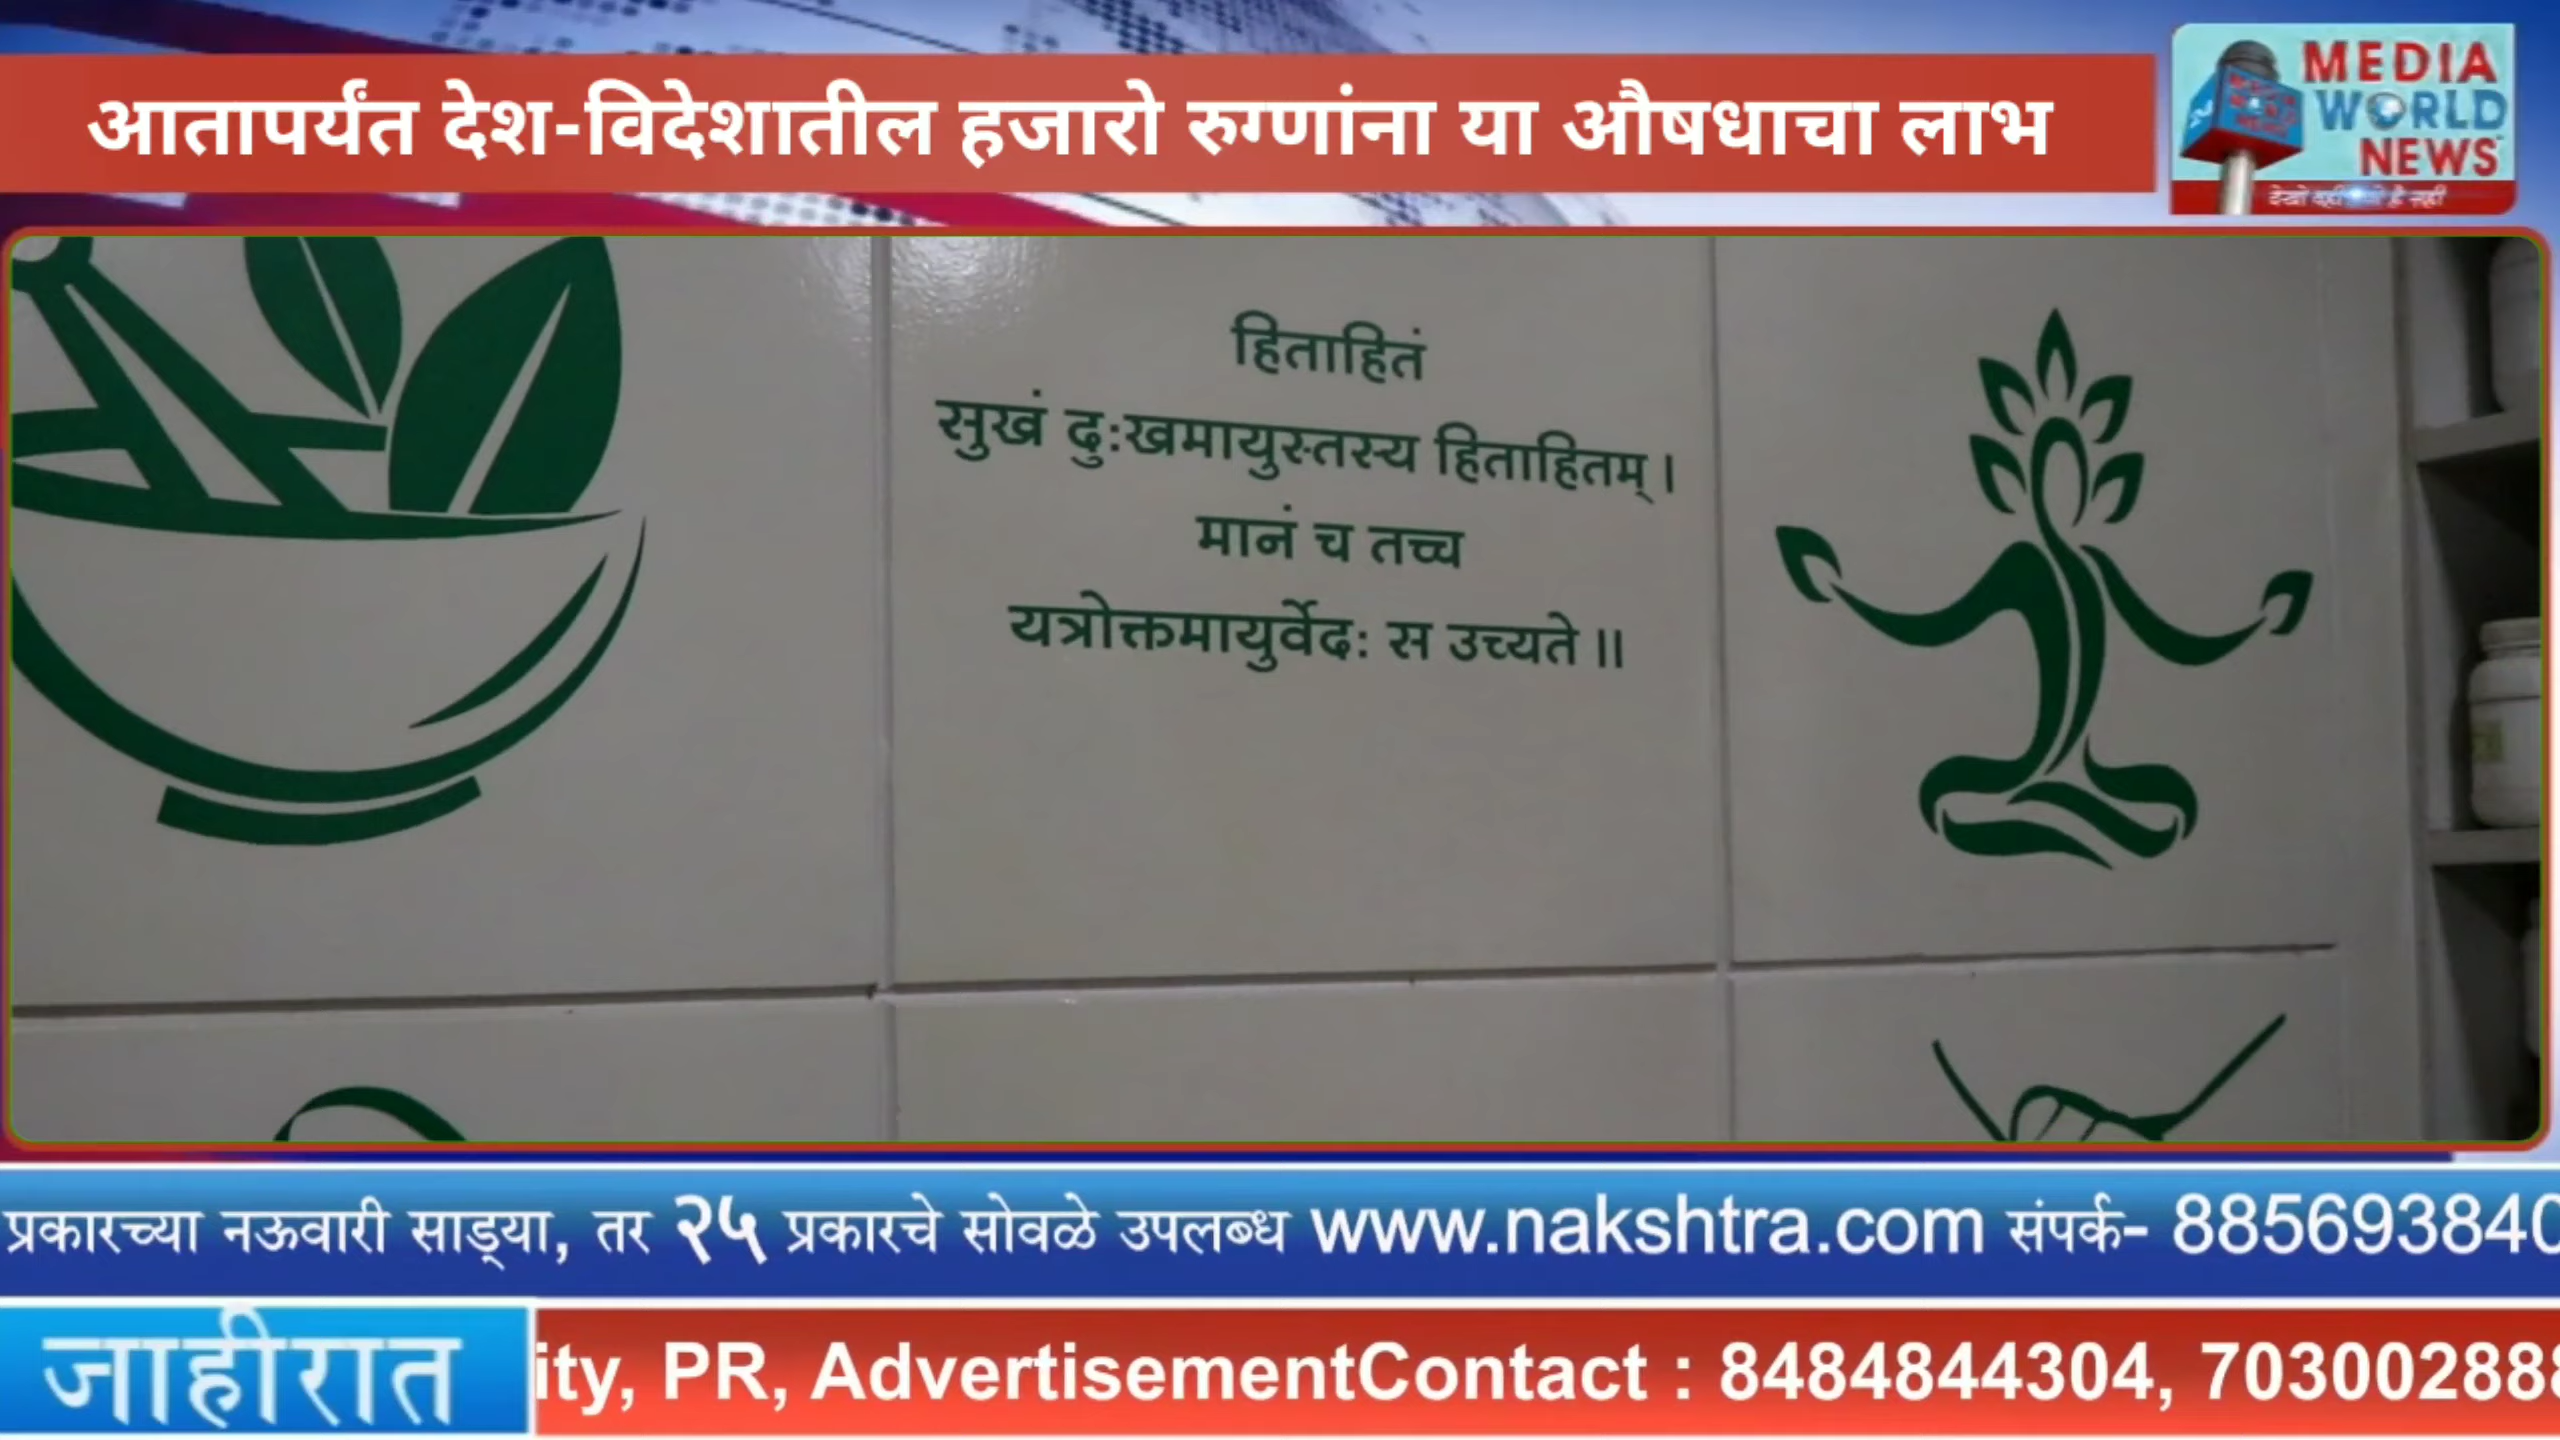 आतापर्यंत देश-विदेशातील हजारो रुग्णांना या औषधाचा लाभ
MEDIA
WORLD
NEWS
हिताहितं
सुखं दुःखमायुस्तस्य हिताहितम् ।
मानं च तच्च
यत्रोक्तमायुर्वेदः स उच्यते ॥
प्रकारच्या नऊवारी साड्या, तर २५ प्रकारचे सोवळे उपलब्ध www.nakshtra.com संपर्क- 885693840
जाहीरात
ity, PR, AdvertisementContact : 8484844304, 703002888